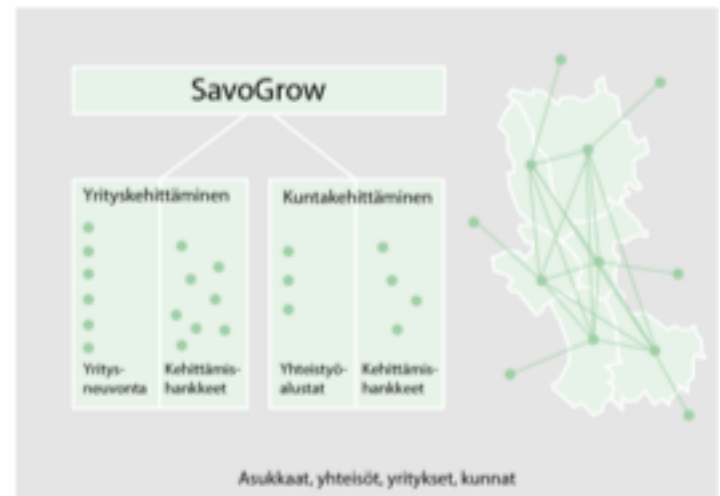 SavoGrow
Yrityskehittäminen
Kuntakehittäminen
Yritys-
neuvonta
Kehittämis-
hankkeet
Yhteistyö-
alustat
Kehittämis-
hankkeet
Asukkaat, yhteisöt, yritykset, kunnat